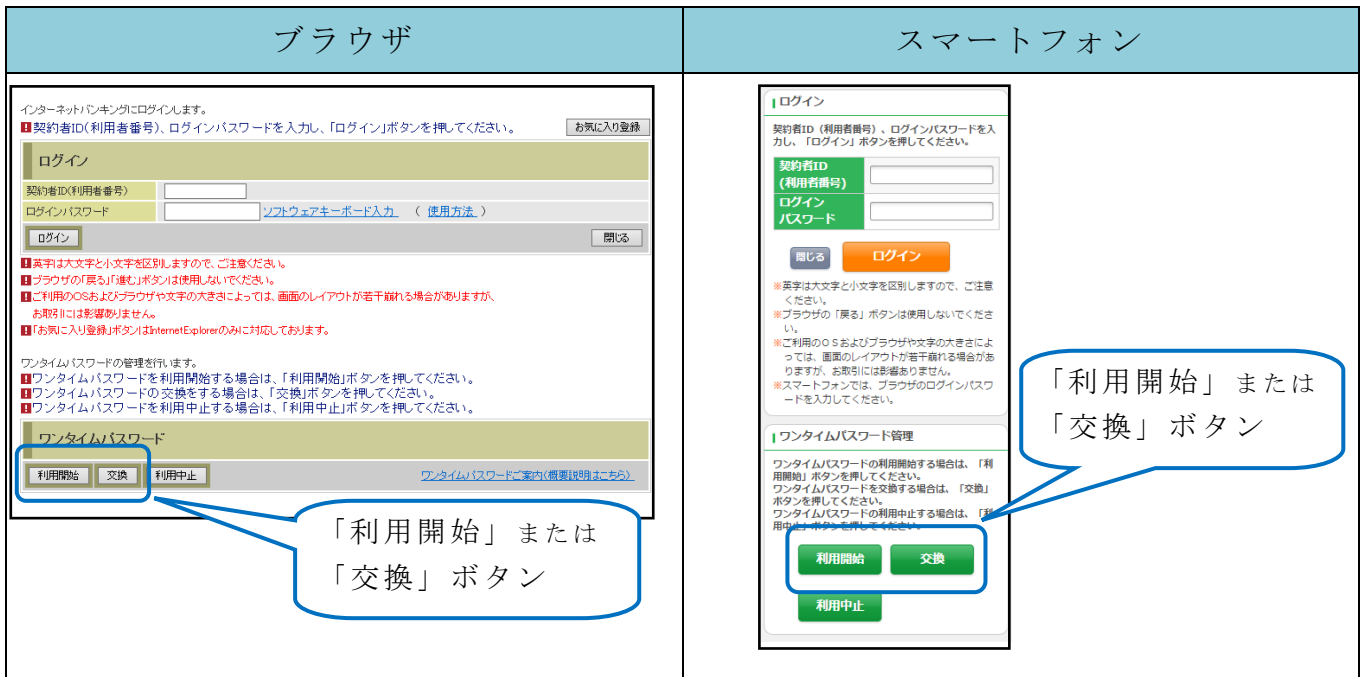 ブラウザ
スマートフォン
インターネットバンキングにログインします。
契約者ID(利用者番号)、ログインパスワードを入力し、「ログイン」ボタンを押してください。
お気に入り登録
ログイン
契約者ID(利用者番号)
ログインパスワード
ソフトウェアキーボード入力 ( 使用方法 )
ログイン
閉じる
英字は大文字と小文字を区別しますので、ご注意ください。
ブラウザの「戻る」「進む」ボタンは使用しないでください。
ご利用のOSおよびブラウザや文字の大きさによっては、画面のレイアウトが若干崩れる場合がありますが、
お取引には影響ありません。
「お気に入り登録」ボタンはInternetExplorerのみに対応しております。
ワンタイムパスワードの管理を行います。
ワンタイムパスワードを利用開始する場合は、「利用開始」ボタンを押してください。
ワンタイムパスワードの交換をする場合は、「交換」ボタンを押してください。
ワンタイムパスワードを利用中止する場合は、「利用中止」ボタンを押してください。
ワンタイムパスワード
利用開始 交換 利用中止
ワンタイムパスワードご案内(概要説明はこちら)
「利用開始」または
「交換」ボタン
ログイン
契約者ID(利用者番号)、ログインパスワードを入
力し、「ログイン」ボタンを押してください。
契約者ID
(利用者番号)
ログイン
パスワード
閉じる
ログイン
※英字は大文字と小文字を区別しますので、ご注意
ください。
※ブラウザの「戻る」ボタンは使用しないでくださ
い。
※ご利用のOSおよびブラウザや文字の大きさによ
っては、画面のレイアウトが若干崩れる場合があ
りますが、お取引には影響ありません。
※スマートフォンでは、ブラウザのログインパスワ
ードを入力してください。
ワンタイムパスワード管理
ワンタイムパスワードの利用開始する場合は、「利
用開始」ボタンを押してください。
ワンタイムパスワードを交換する場合は、「交換」
ボタンを押してください。
ワンタイムパスワードの利用中止する場合は、「利
用中止」ボタンを押してください。
利用開始
交換
利用中止
「利用開始」または
「交換」ボタン